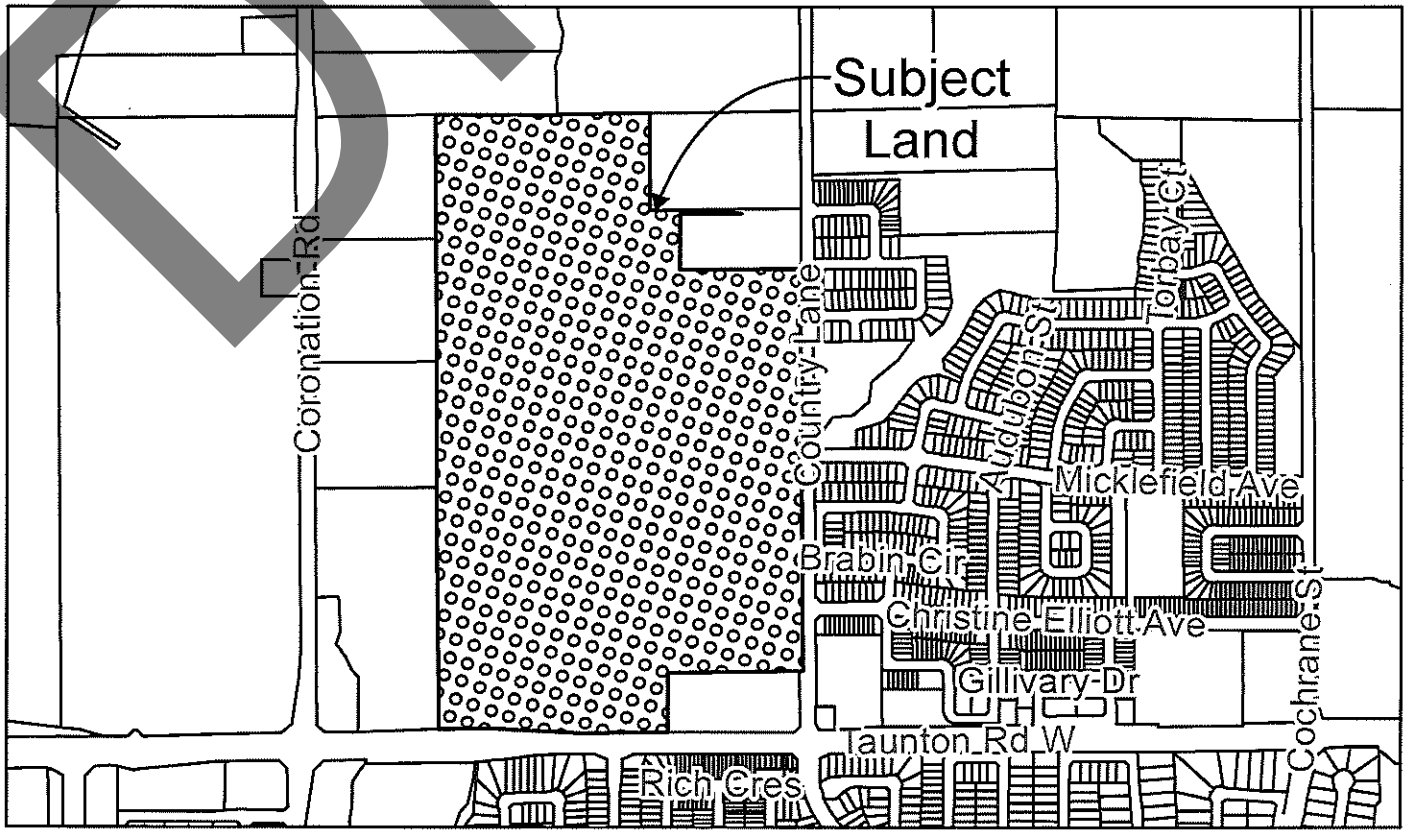 Subject
Land
Coronation Rd
Country Lane
Torbay Ct
Audubon St
Micklefield Ave
Brabin Cir
Christine Elliott Ave
Gillivary Dr
Cochrane St
Taunton Rd W
Rich Cres